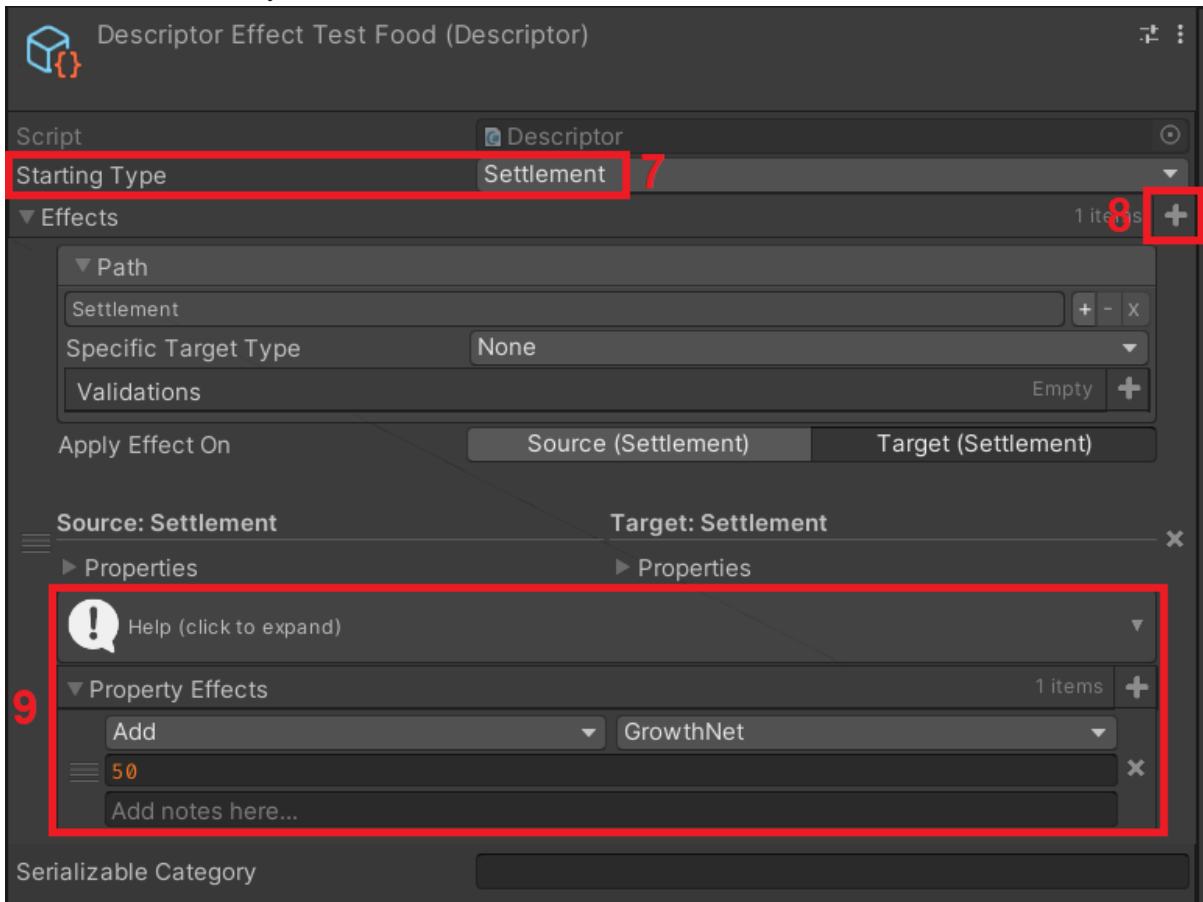 Descriptor Effect Test Food (Descriptor)
Script Descriptor
Starting Type Settlement 7
Effects 1 items 8
Path
Settlement + - x
Specific Target Type None
Validations Empty
Apply Effect On Source (Settlement) Target (Settlement)
Source: Settlement Target: Settlement
Properties Properties
Help (click to expand)
9 Property Effects 1 items
Add GrowthNet
50
Add notes here...
Serializable Category